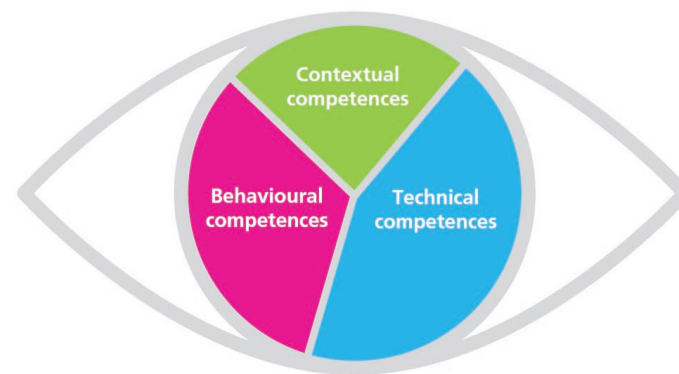 Contextual
competences
Behavioural
competences
Technical
competences